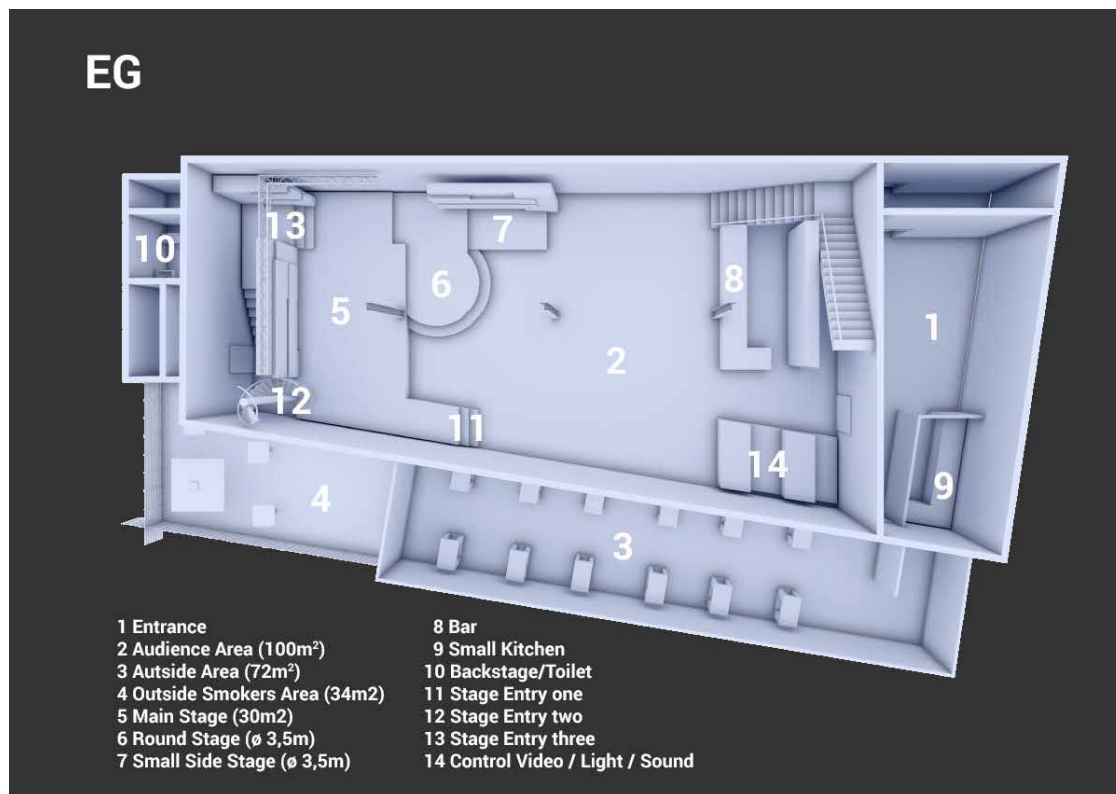 EG
13
10
7
6
8
5
1
2
12
11
14
9
4
3
1 Entrance
2 Audience Area (100m²)
3 Autside Area (72m²)
4 Outside Smokers Area (34m2)
5 Main Stage (30m2)
6 Round Stage (ø 3,5m)
7 Small Side Stage (ø 3,5m)
8 Bar
9 Small Kitchen
10 Backstage/Toilet
11 Stage Entry one
12 Stage Entry two
13 Stage Entry three
14 Control Video / Light / Sound